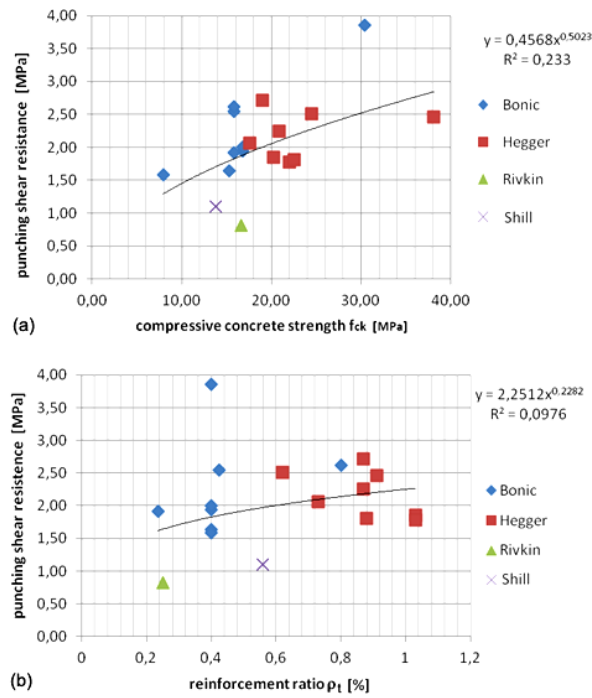 4,00
3,50
3,00
2,50
2,00
1,50
1,00
0,50
0,00
punching shear resistance [MPa]
0,00 10,00 20,00 30,00 40,00
compressive concrete strength fck [MPa]
(a)
y = 0,4568x^0,5023
R² = 0,233
Bonic
Hegger
Rivkin
Shill
4,00
3,50
3,00
2,50
2,00
1,50
1,00
0,50
0,00
punching shear resistence [MPa]
0 0,2 0,4 0,6 0,8 1 1,2
reinforcement ratio ρt [%]
(b)
y = 2,2512x^0,2282
R² = 0,0976
Bonic
Hegger
Rivkin
Shill